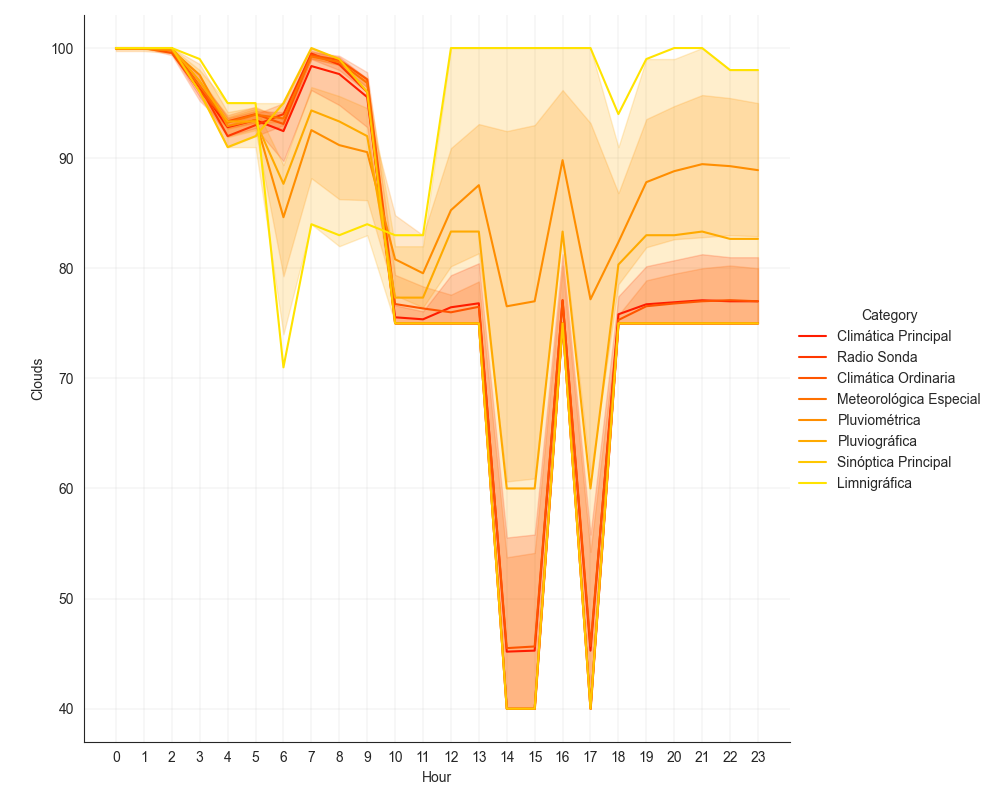 100
90
80
70
60
50
40
Clouds
0 1 2 3 4 5 6 7 8 9 10 11 12 13 14 15 16 17 18 19 20 21 22 23
Hour
Category
Climática Principal
Radio Sonda
Climática Ordinaria
Meteorológica Especial
Pluviométrica
Pluviográfica
Sinóptica Principal
Limnigráfica